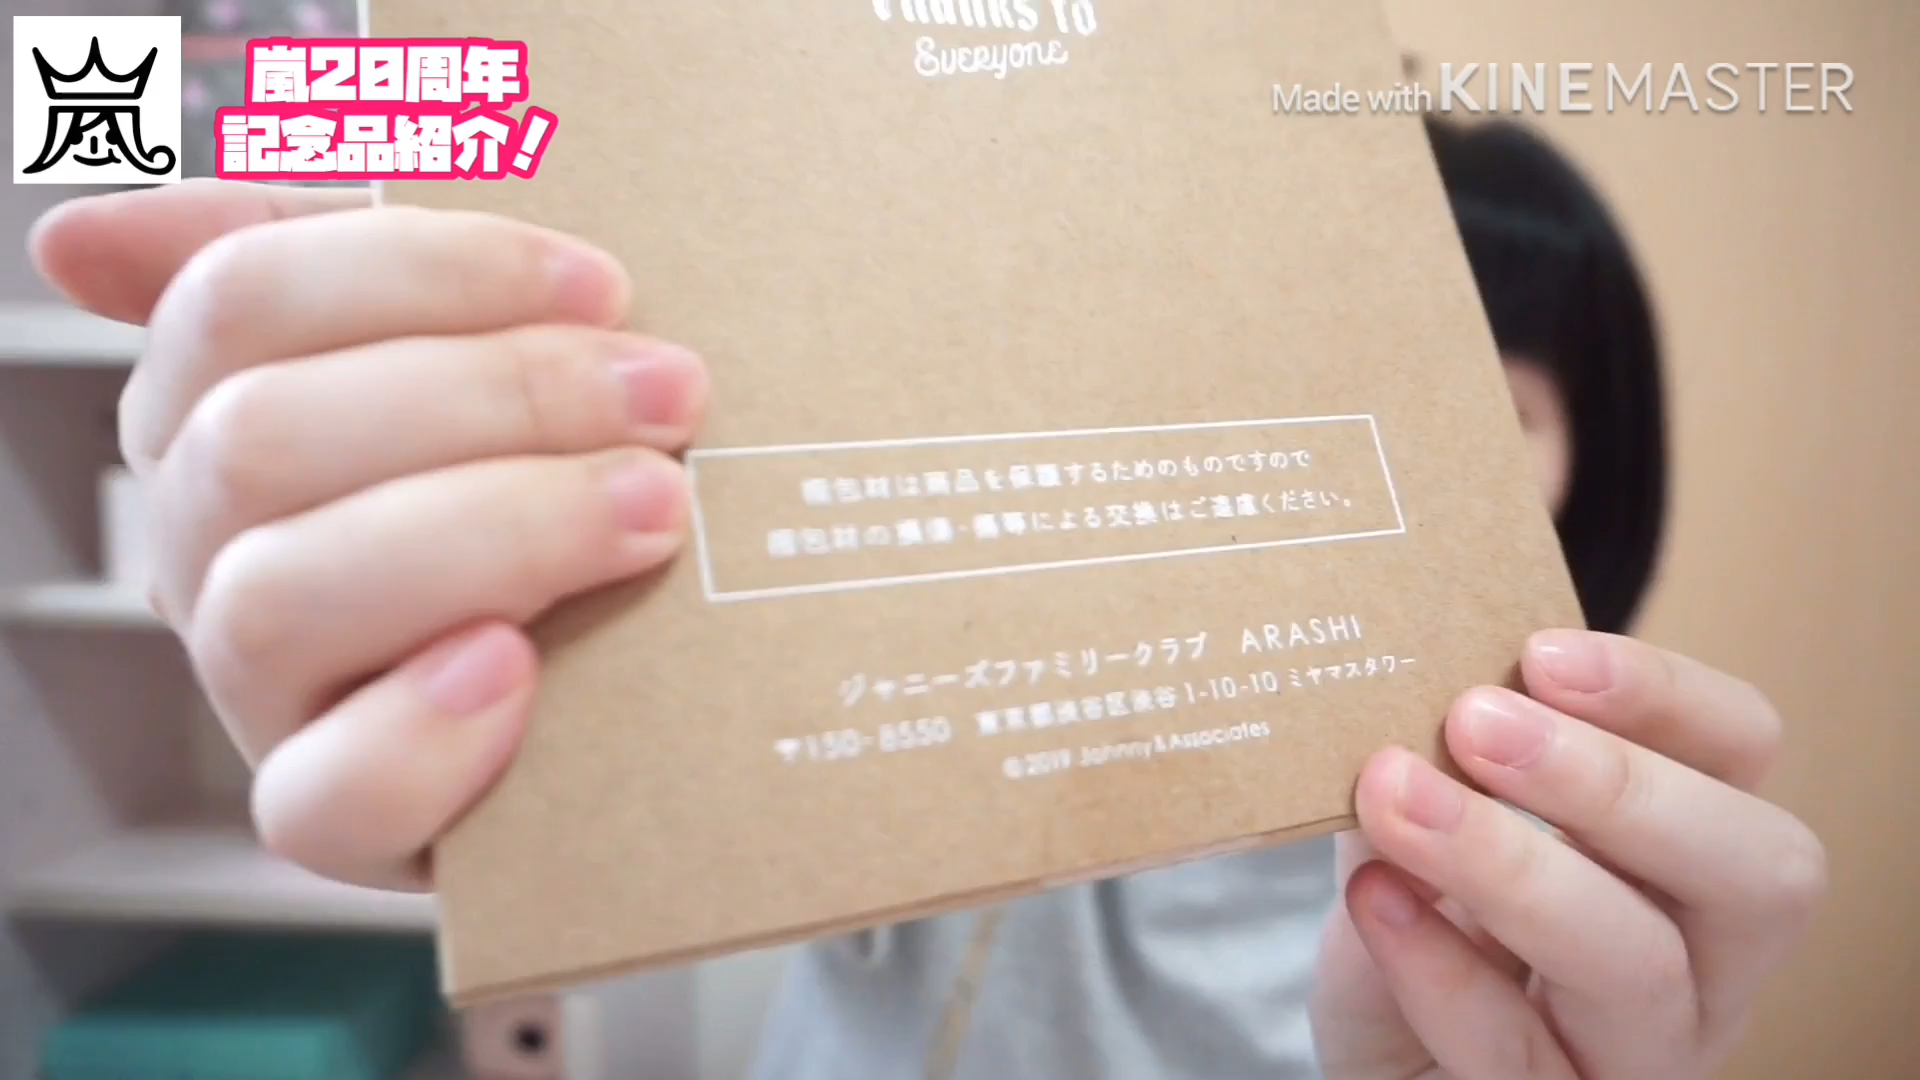 嵐
嵐20周年
記念品紹介!
Made with KINEMASTER
Thanks To
Everyone
梱包材は商品を保護するためのものですので
梱包材の損傷・傷等による交換はご遠慮ください。
ジャニーズファミリークラブ ARASHI
〒150-8550 東京都渋谷区渋谷1-10-10 ミヤマスタワー
©2019 Johnny&Associates